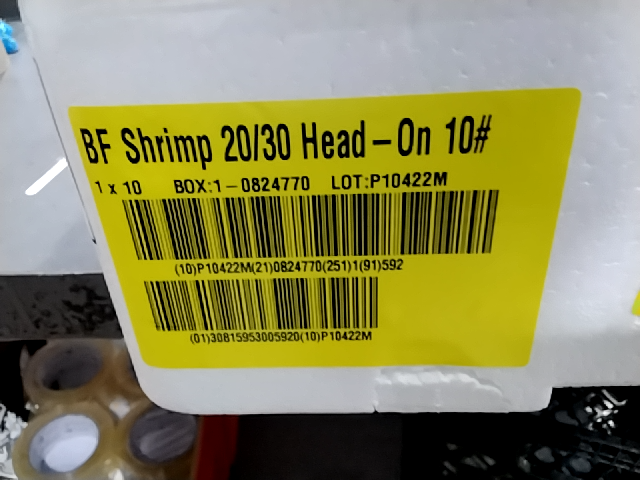 BF Shrimp 20/30 Head-On 10#
1 x 10 BOX:1-0824770 LOT:P10422M
(10)P10422M(21)0824770(251)1(91)592
(01)30815953005920(10)P10422M